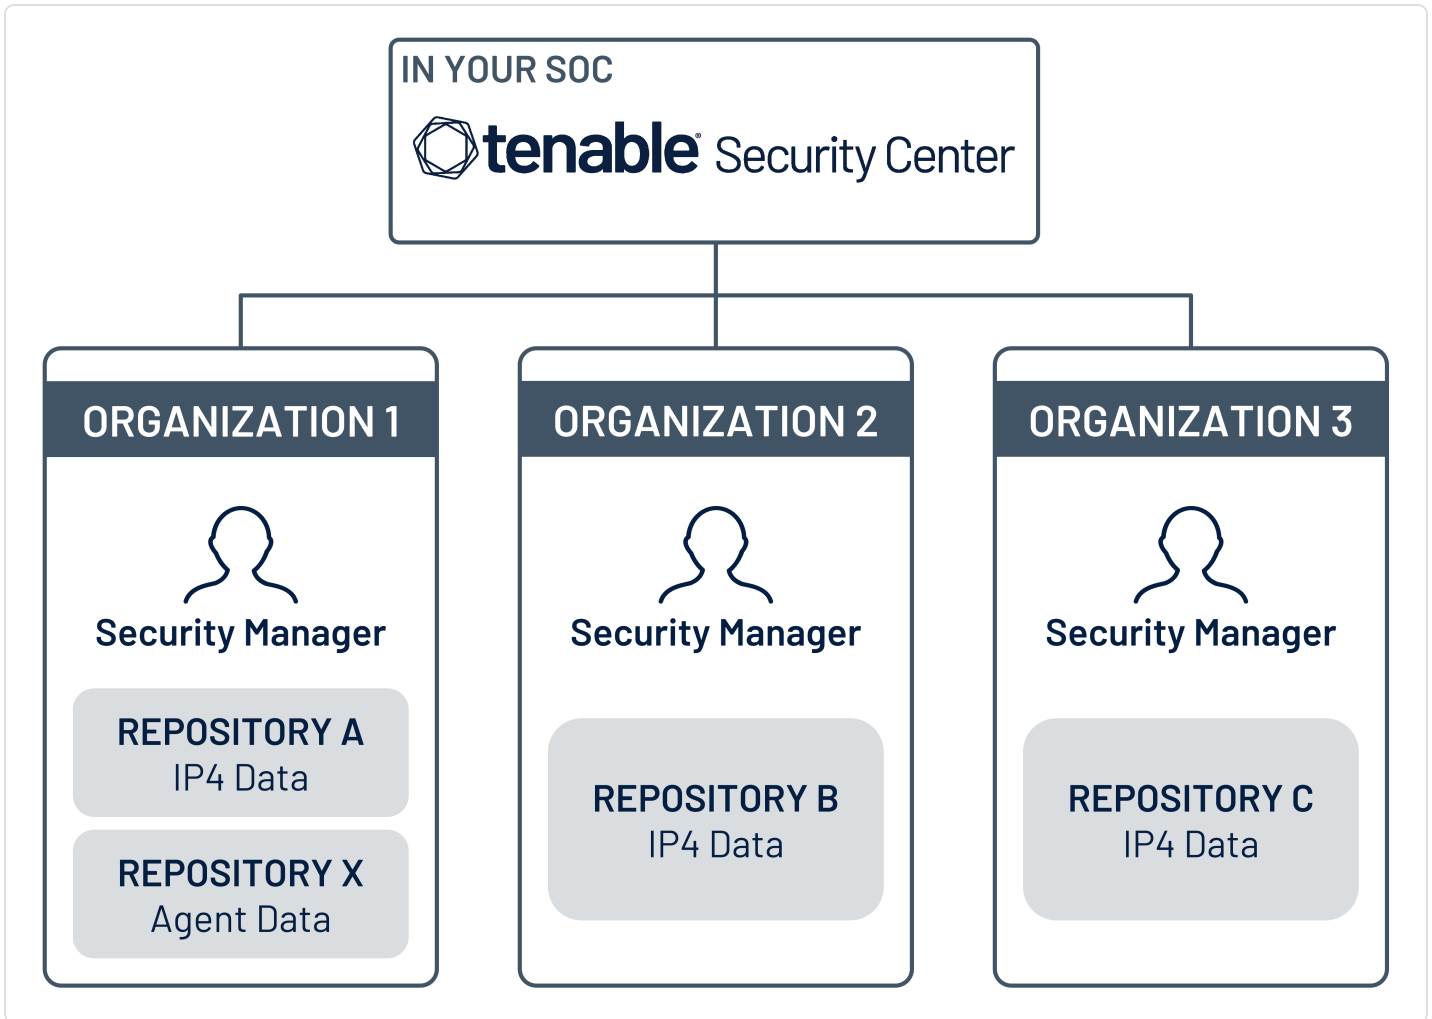 IN YOUR SOC
tenable® Security Center
ORGANIZATION 1
Security Manager
REPOSITORY A
IP4 Data
REPOSITORY X
Agent Data
ORGANIZATION 2
Security Manager
REPOSITORY B
IP4 Data
ORGANIZATION 3
Security Manager
REPOSITORY C
IP4 Data